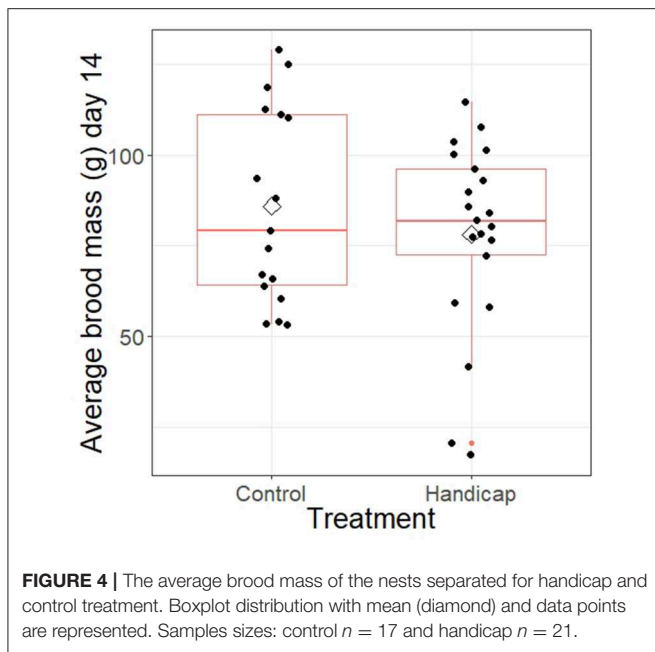 Average brood mass (g) day 14
100
50
Control Handicap
Treatment
FIGURE 4 | The average brood mass of the nests separated for handicap and
control treatment. Boxplot distribution with mean (diamond) and data points
are represented. Samples sizes: control n = 17 and handicap n = 21.